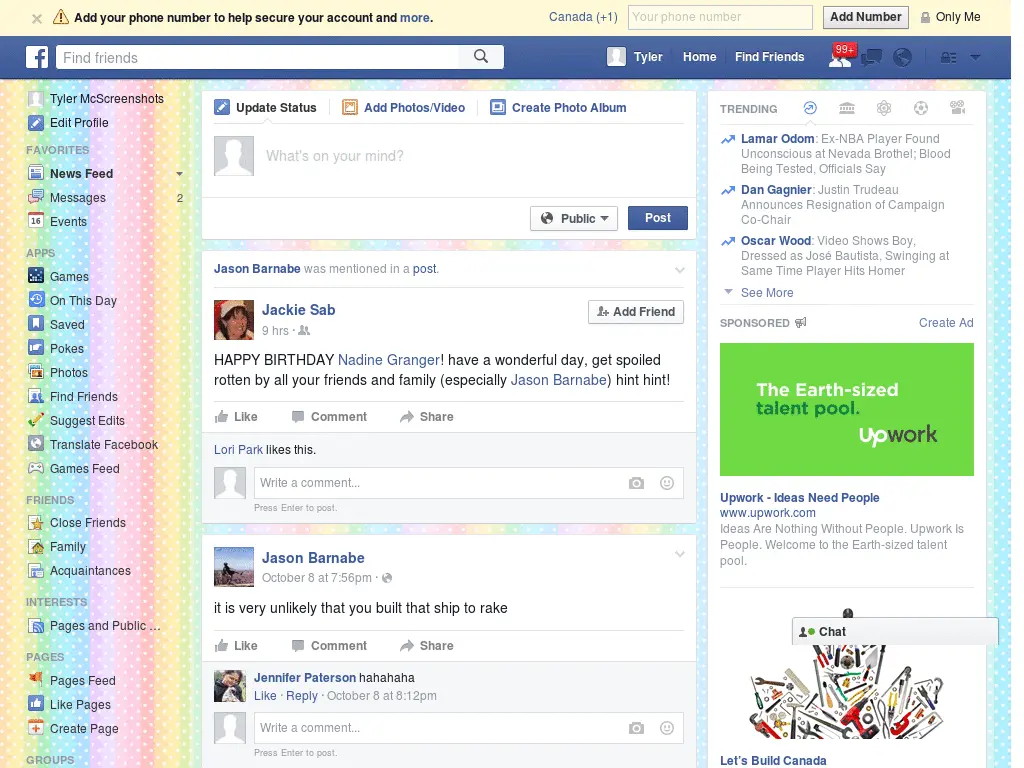 Add your phone number to help secure your account and more.
Canada (+1)
Your phone number
Add Number
Only Me
Find friends
Tyler
Home
Find Friends
99+
Tyler McScreenshots
Edit Profile
FAVORITES
News Feed
Messages 2
16 Events
APPS
Games
On This Day
Saved
Pokes
Photos
Find Friends
Suggest Edits
Translate Facebook
Games Feed
FRIENDS
Close Friends
Family
Acquaintances
INTERESTS
Pages and Public ...
PAGES
Pages Feed
Like Pages
Create Page
GROUPS
Update Status
Add Photos/Video
Create Photo Album
What's on your mind?
Public
Post
Jason Barnabe was mentioned in a post.
Jackie Sab
9 hrs ·
Add Friend
HAPPY BIRTHDAY Nadine Granger! have a wonderful day, get spoiled
rotten by all your friends and family (especially Jason Barnabe) hint hint!
Like Comment Share
Lori Park likes this.
Write a comment...
Press Enter to post.
Jason Barnabe
October 8 at 7:56pm ·
it is very unlikely that you built that ship to rake
Like Comment Share
Jennifer Paterson hahahaha
Like · Reply · October 8 at 8:12pm
Write a comment...
Press Enter to post.
TRENDING
Lamar Odom: Ex-NBA Player Found
Unconscious at Nevada Brothel; Blood
Being Tested, Officials Say
Dan Gagnier: Justin Trudeau
Announces Resignation of Campaign
Co-Chair
Oscar Wood: Video Shows Boy,
Dressed as José Bautista, Swinging at
Same Time Player Hits Homer
See More
SPONSORED
Create Ad
The Earth-sized
talent pool.
Upwork
Upwork - Ideas Need People
www.upwork.com
Ideas Are Nothing Without People. Upwork Is
People. Welcome to the Earth-sized talent
pool.
Chat
Let's Build Canada